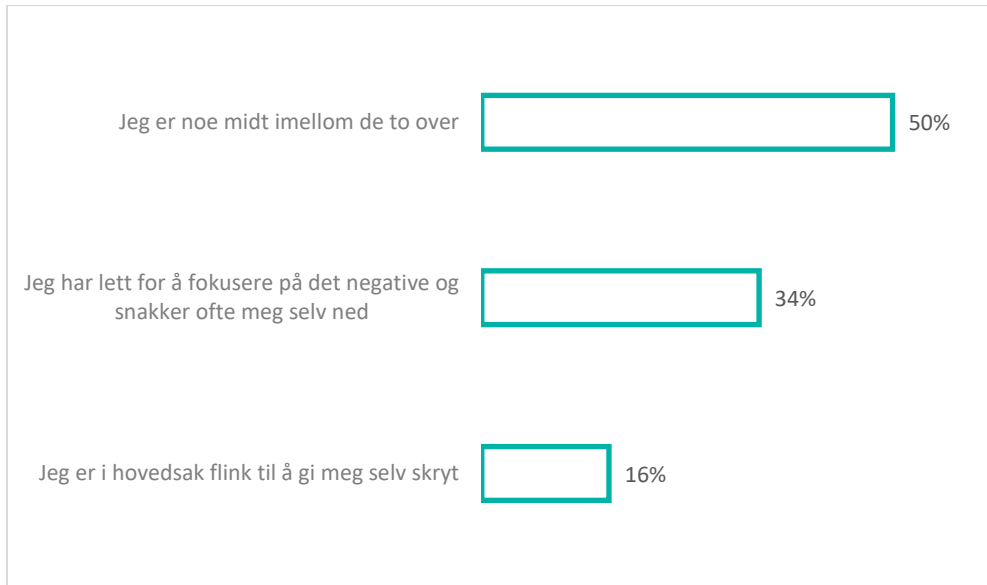 Jeg er noe midt imellom de to over
50%
Jeg har lett for å fokusere på det negative og
snakker ofte meg selv ned
34%
Jeg er i hovedsak flink til å gi meg selv skryt
16%